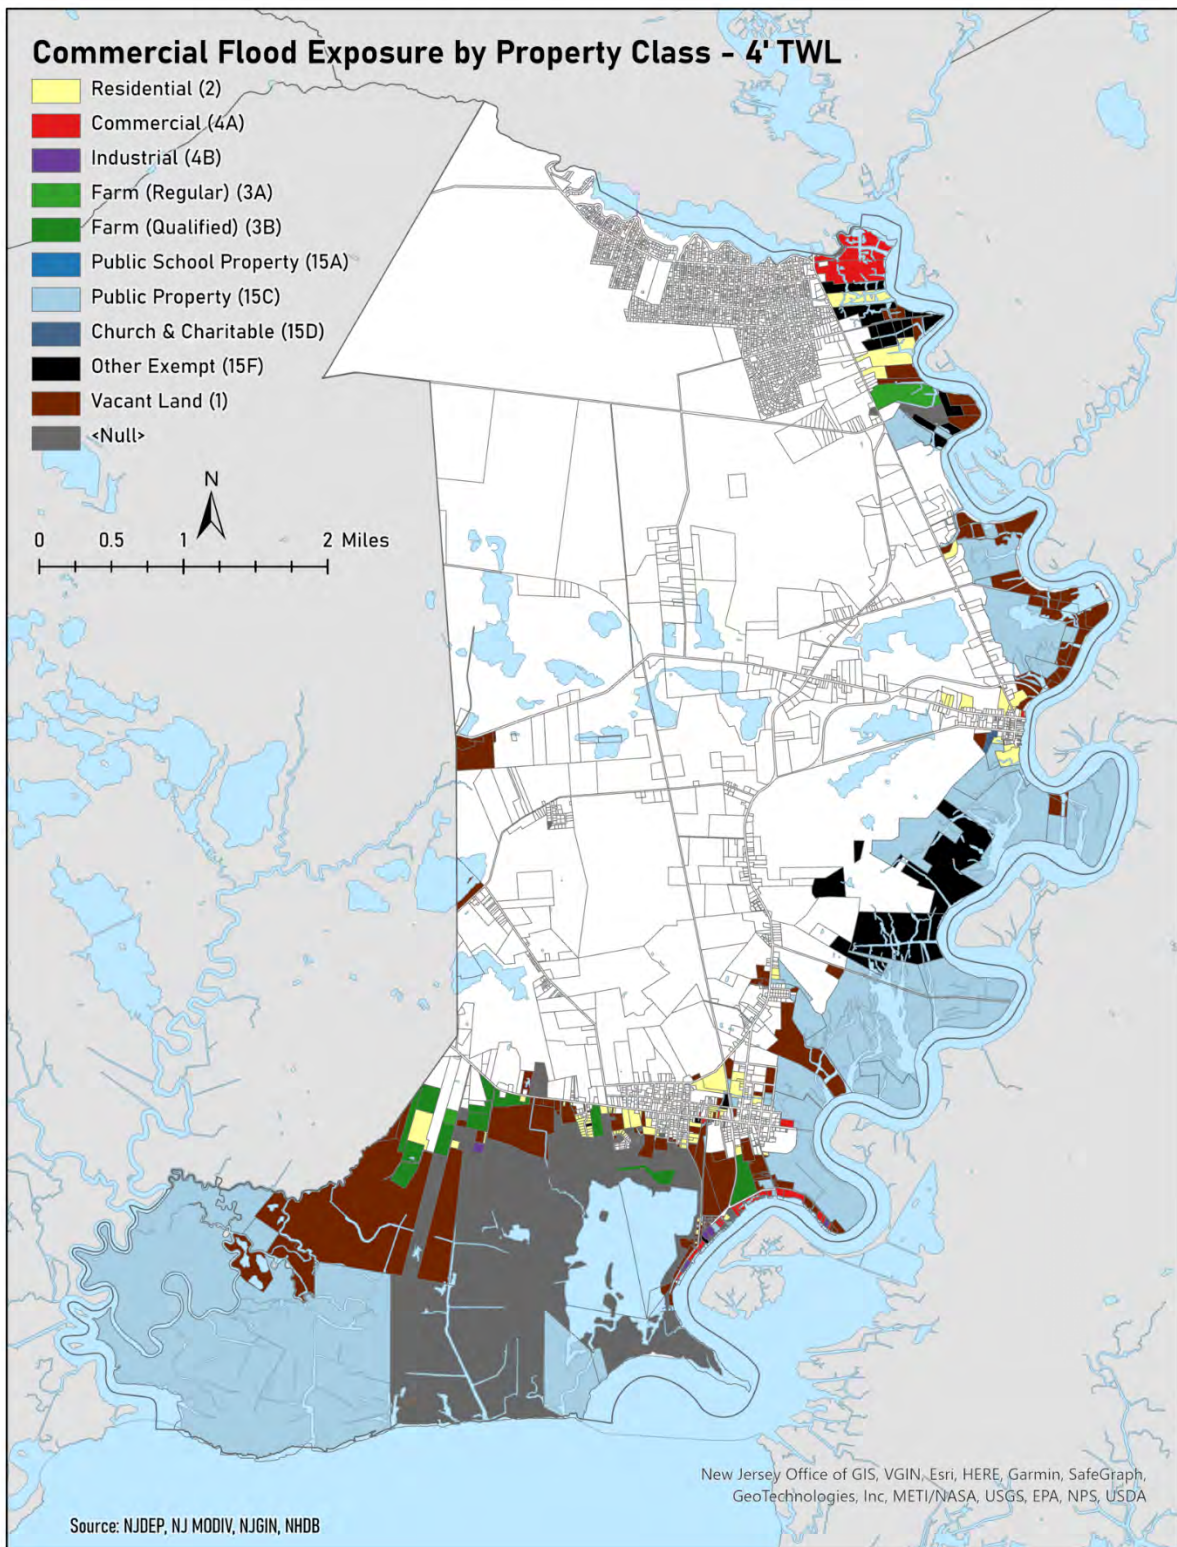 Commercial Flood Exposure by Property Class - 4' TWL
Residential (2)
Commercial (4A)
Industrial (4B)
Farm (Regular) (3A)
Farm (Qualified) (3B)
Public School Property (15A)
Public Property (15C)
Church & Charitable (15D)
Other Exempt (15F)
Vacant Land (1)
<Null>
N
0 0.5 1 2 Miles
New Jersey Office of GIS, VGIN, Esri, HERE, Garmin, SafeGraph,
GeoTechnologies, Inc, METI/NASA, USGS, EPA, NPS, USDA
Source: NJDEP, NJ MODIV, NJGIN, NHDB